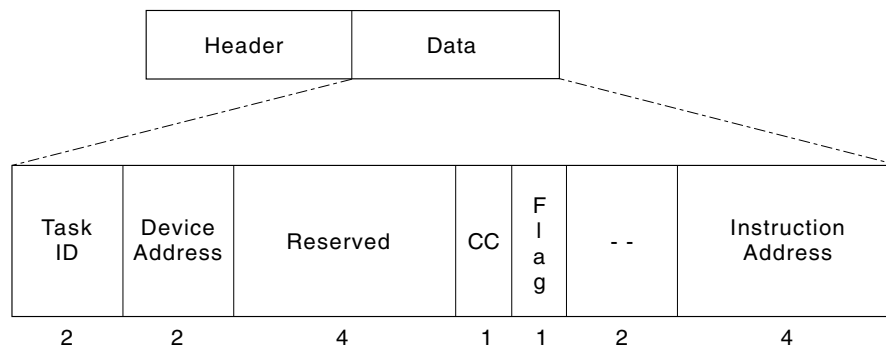 Header
Data
Task
ID
Device
Address
Reserved
CC
F
l
a
g
- -
Instruction
Address
2
2
4
1
1
2
4